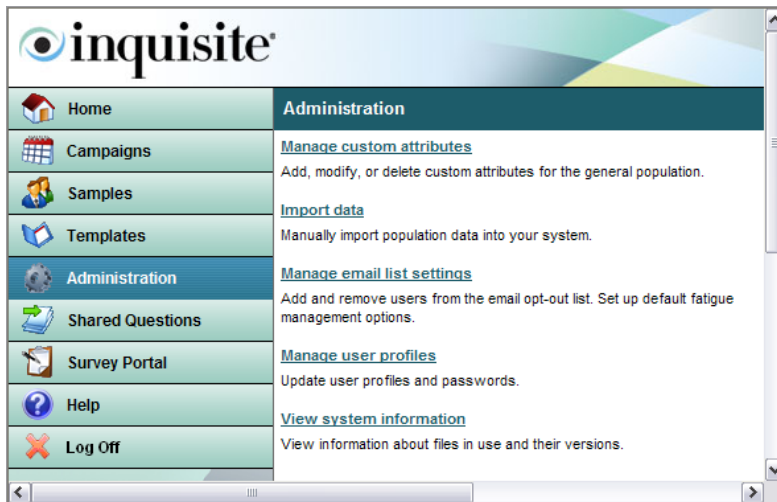 inquisite
Home
Campaigns
Samples
Templates
Administration
Shared Questions
Survey Portal
Help
Log Off
Administration
Manage custom attributes
Add, modify, or delete custom attributes for the general population.
Import data
Manually import population data into your system.
Manage email list settings
Add and remove users from the email opt-out list. Set up default fatigue
management options.
Manage user profiles
Update user profiles and passwords.
View system information
View information about files in use and their versions.